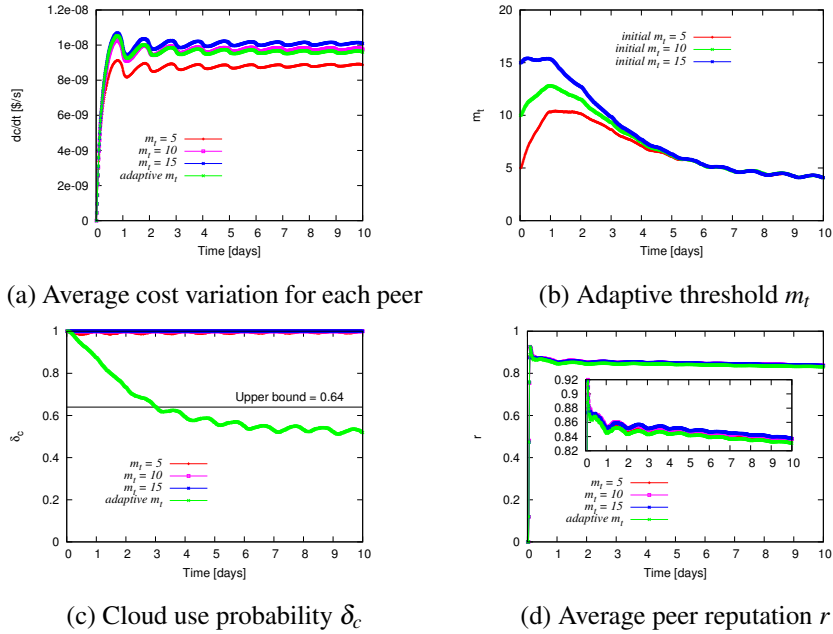 1.2e-08
1e-08
8e-09
6e-09
4e-09
2e-09
0
dc/dt [$/s]
m_t = 5
m_t = 10
m_t = 15
adaptive m_t
0 1 2 3 4 5 6 7 8 9 10
Time [days]
(a) Average cost variation for each peer
20
15
10
5
0
m_t
initial m_t = 5
initial m_t = 10
initial m_t = 15
0 1 2 3 4 5 6 7 8 9 10
Time [days]
(b) Adaptive threshold m_t
1
0.8
0.6
0.4
0.2
0
δ_c
Upper bound = 0.64
m_t = 5
m_t = 10
m_t = 15
adaptive m_t
0 1 2 3 4 5 6 7 8 9 10
Time [days]
(c) Cloud use probability δ_c
1
0.8
0.6
0.4
0.2
0
r
0.92
0.9
0.88
0.86
0.84
0.82
0 1 2 3 4 5 6 7 8 9 10
m_t = 5
m_t = 10
m_t = 15
adaptive m_t
0 1 2 3 4 5 6 7 8 9 10
Time [days]
(d) Average peer reputation r